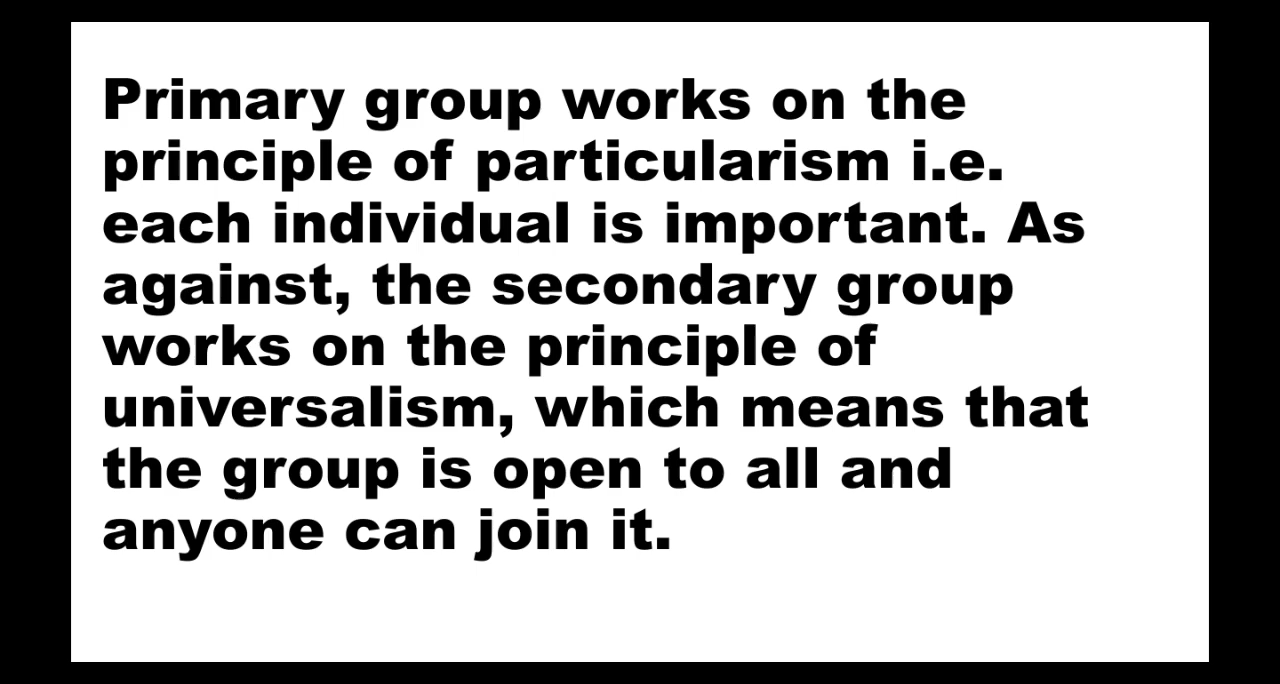 Primary group works on the
principle of particularism i.e.
each individual is important. As
against, the secondary group
works on the principle of
universalism, which means that
the group is open to all and
anyone can join it.